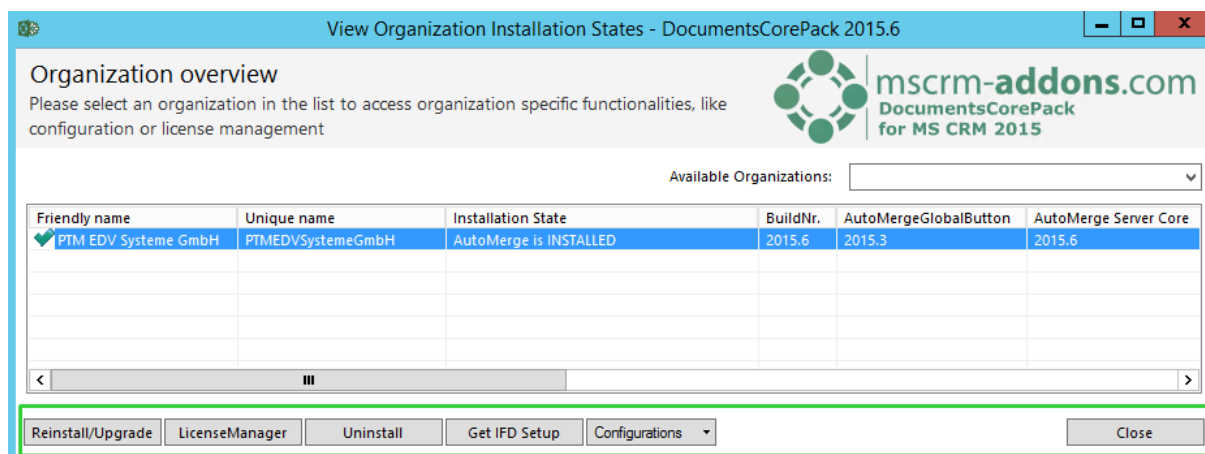 View Organization Installation States - DocumentsCorePack 2015.6
Organization overview
Please select an organization in the list to access organization specific functionalities, like
configuration or license management
mscrm-addons.com
DocumentsCorePack
for MS CRM 2015
Available Organizations:
Friendly name Unique name Installation State BuildNr. AutoMergeGlobalButton AutoMerge Server Core
PTM EDV Systeme GmbH PTMEDVSystemeGmbH AutoMerge is INSTALLED 2015.6 2015.3 2015.6
Reinstall/Upgrade LicenseManager Uninstall Get IFD Setup Configurations Close